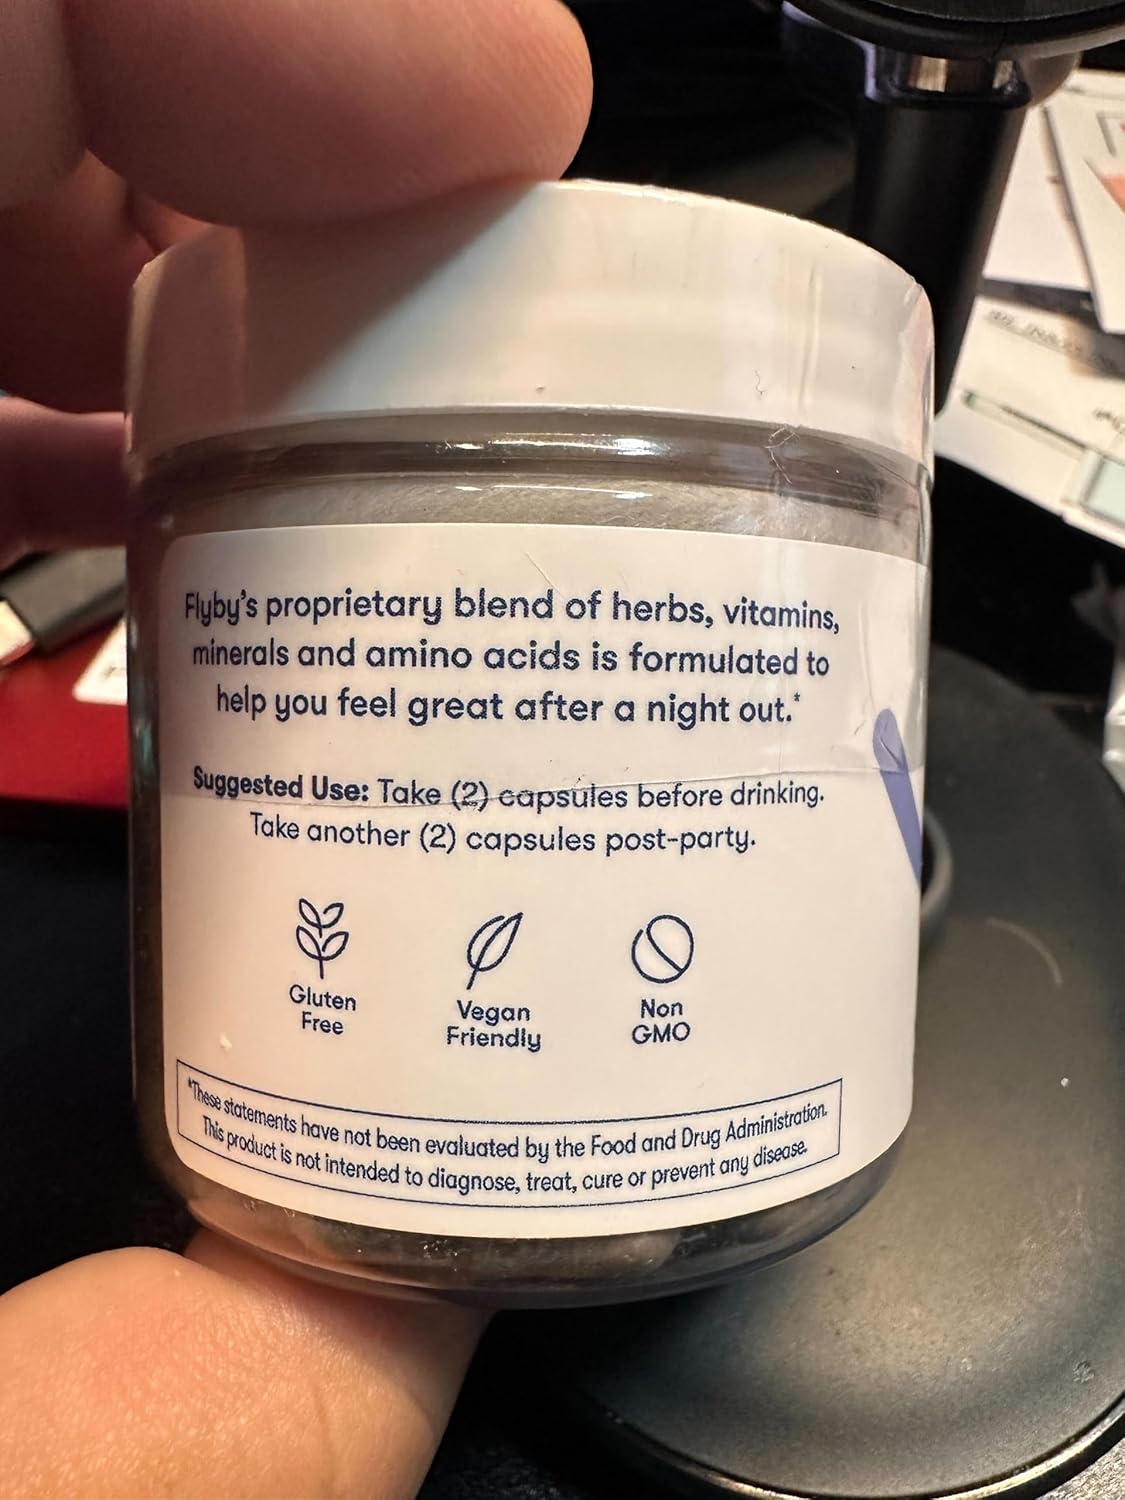 Flyby's proprietary blend of herbs, vitamins,
minerals and amino acids is formulated to
help you feel great after a night out.*
Suggested Use: Take (2) capsules before drinking.
Take another (2) capsules post-party.
Gluten
Free
Vegan
Friendly
Non
GMO
*These statements have not been evaluated by the Food and Drug Administration.
This product is not intended to diagnose, treat, cure or prevent any disease.